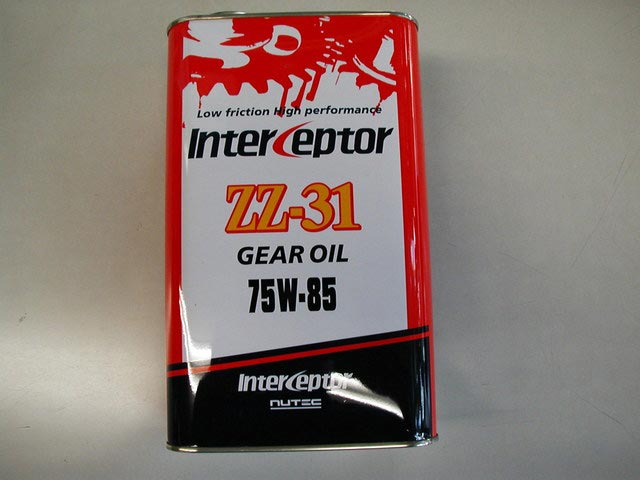 Low friction high performance
Interceptor
ZZ-31
GEAR OIL
75W-85
Interceptor
NUTEC